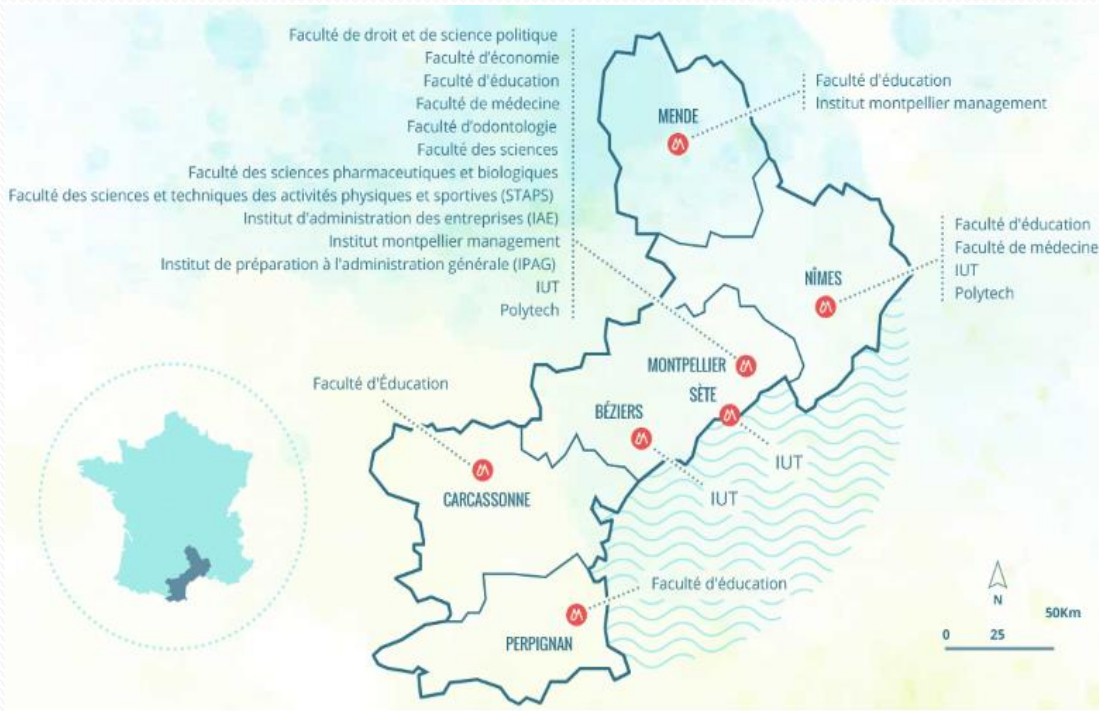 Faculté de droit et de science politique
Faculté d'économie
Faculté d'éducation
Faculté de médecine
Faculté d'odontologie
Faculté des sciences
Faculté des sciences pharmaceutiques et biologiques
Faculté des sciences et techniques des activités physiques et sportives (STAPS)
Institut d'administration des entreprises (IAE)
Institut montpellier management
Institut de préparation à l'administration générale (IPAG)
IUT
Polytech
Faculté d'éducation
Institut montpellier management
MENDE
Faculté d'éducation
Faculté de médecine
IUT
Polytech
NÎMES
MONTPELLIER
SÈTE
IUT
BÉZIERS
IUT
Faculté d'Éducation
CARCASSONNE
Faculté d'éducation
PERPIGNAN
N
50Km
0 25